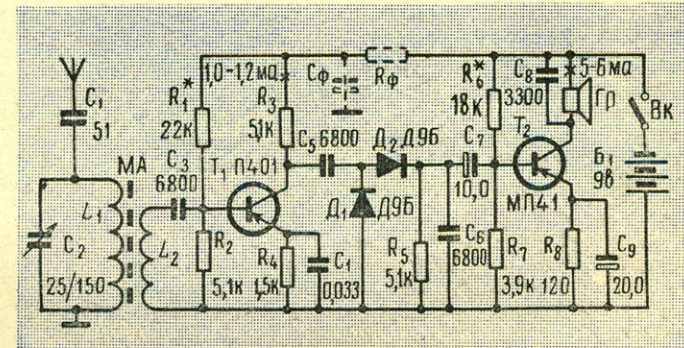 C₁
51
МА
L₁
C₂
25/150
C₃
6800
L₂
R₁*
22к
1,0-1,2ма
R₃
5,1к
T₁ П401
R₂
5,1к
R₄
1,5к
C₁
0,033
Cф
Rф
C₅ 6800
Д₂ Д9Б
Д₁ Д9Б
R₅
5,1к
C₆
6800
C₇
10,0
R₆*
18к
C₈
3300
5-6ма
Гр
T₂
МП41
R₇
3,9к
R₈
120
C₉
20,0
Вк
Б₁
9в